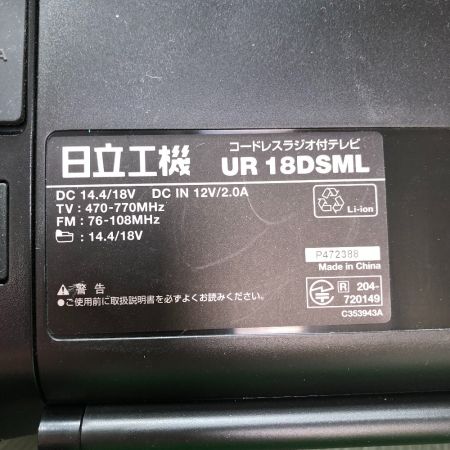 A
コードレスラジオ付テレビ
日立工機 UR 18DSML
DC 14.4/18V DC IN 12V/2.0A
TV : 470-770MHz
FM : 76-108MHz
: 14.4/18V
Li-ion
P472388
Made in China
⚠警告
●ご使用前に取扱説明書を必ずよくお読みください。
R 204-
720149
C353943A